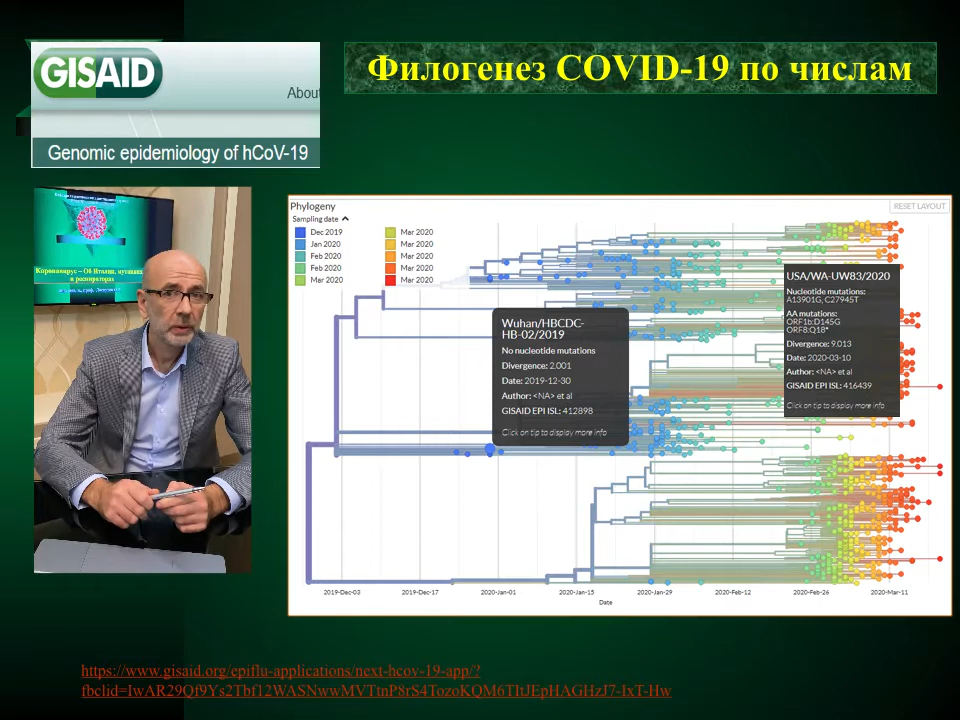 GISAID
About
Genomic epidemiology of hCoV-19
Филогенез COVID-19 по числам
Коронавирус – Об Италии, мутациях
и респираторах
Phylogeny
RESET LAYOUT
Sampling date
Dec 2019
Jan 2020
Feb 2020
Feb 2020
Mar 2020
Mar 2020
Mar 2020
Mar 2020
Mar 2020
Mar 2020
Wuhan/HBCDC-
HB-02/2019
No nucleotide mutations
Divergence: 2.001
Date: 2019-12-30
Author: <NA> et al
GISAID EPI ISL: 412898
Click on tip to display more info
USA/WA-UW83/2020
Nucleotide mutations:
A13901G, C27945T
AA mutations:
ORF1b:D145G
ORF8:Q18*
Divergence: 9.013
Date: 2020-03-10
Author: <NA> et al
GISAID EPI ISL: 416439
Click on tip to display more info
2019-Dec-03
2019-Dec-17
2020-Jan-01
2020-Jan-15
2020-Jan-29
2020-Feb-12
2020-Feb-26
2020-Mar-11
Date
https://www.gisaid.org/epiflu-applications/next-hcov-19-app/?
fbclid=IwAR29Qf9Ys2Tbf12WASNwwMVTtnP8rS4TozoKQM6TItJEpHAGHzJ7-IxT-Hw